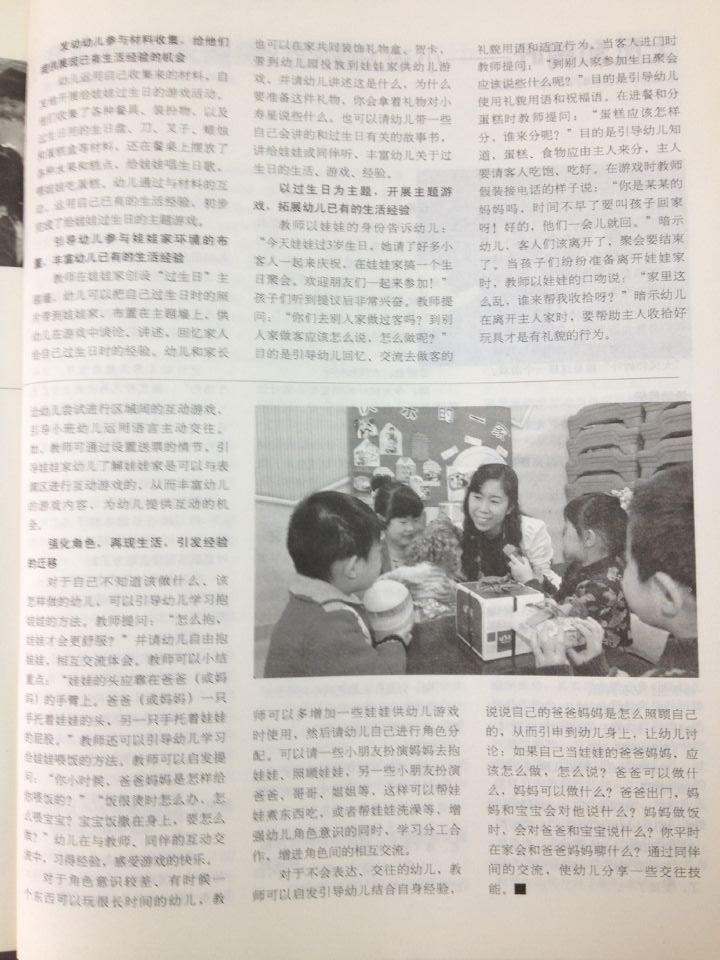 发动幼儿参与材料收集、给他们
提供展现已有生活经验的机会
幼儿运用自己收集来的材料，自
发地开展给娃娃过生日的游戏活动。
他们收集了各种餐具、装扮物、以及
过生日用的生日盘、刀、叉子、蜡烛
和蛋糕盒等材料，还在餐桌上摆放了
各种水果和糕点，给娃娃唱生日歌、
喂娃娃吃蛋糕。幼儿通过与材料的互
动、运用自己已有的生活经验，初步
完成了给娃娃过生日的主题游戏。
引导幼儿参与娃娃家环境的布
置，丰富幼儿已有的生活经验
教师在娃娃家创设“过生日”主
题墙，幼儿可以把自己过生日时的照
片带到娃娃家、布置在主题墙上，供
幼儿在游戏中谈论、讲述、回忆家人
给自己过生日时的经验。幼儿和家长
也可以在家共同装饰礼物盒、贺卡，
带到幼儿园投放到娃娃家供幼儿游
戏，并请幼儿讲述这是什么，为什么
要准备这件礼物，你会拿着礼物对小
寿星说些什么。也可以请幼儿带一些
自己会讲的和过生日有关的故事书，
讲给娃娃或同伴听，丰富幼儿关于过
生日的生活、游戏、经验。
以过生日为主题，开展主题游
戏，拓展幼儿已有的生活经验
教师以娃娃的身份告诉幼儿：
“今天娃娃过3岁生日，她请了好多小
客人一起来庆祝，在娃娃家搞一个生
日聚会。欢迎朋友们一起来参加！”
孩子们听到提议后非常兴奋。教师提
问：“你们去别人家做过客吗？到别
人家做客应该怎么说，怎么做呢？”
目的是引导幼儿回忆、交流去做客的
礼貌用语和适宜行为。当客人进门时
教师提问：“到别人家参加生日聚会
应该说些什么呢？”目的是引导幼儿
使用礼貌用语和祝福语。在进餐和分
蛋糕时教师提问：“蛋糕应该怎样
分，谁来分呢？”目的是引导幼儿知
道，蛋糕、食物应由主人来分，主人
要请客人吃饱、吃好。在游戏时教师
假装接电话的样子说：“你是某某的
妈妈吗，时间不早了要叫孩子回家
呀！好的，他们一会儿就回。”暗示
幼儿，客人们该离开了，聚会要结束
了。当孩子们纷纷准备离开娃娃家
时，教师以娃娃的口吻说：“家里这
么乱，谁来帮我收拾呀？”暗示幼儿
在离开主人家时，要帮助主人收拾好
玩具才是有礼貌的行为。
让幼儿尝试进行区域间的互动游戏，
引导小班幼儿运用语言主动交往。
如，教师可通过设置送票的情节，引
导娃娃家幼儿了解娃娃家是可以与表
演区进行互动游戏的，从而丰富幼儿
的游戏内容，为幼儿提供互动的机
会。
强化角色，再现生活，引发经验
的迁移
对于自己不知道该做什么、该
怎样做的幼儿，可以引导幼儿学习抱
娃娃的方法。教师提问：“怎么抱，
娃娃才会更舒服？”并请幼儿自由抱
娃娃，相互交流体会。教师可以小结
重点：“娃娃的头应靠在爸爸（或妈
妈）的手臂上。爸爸（或妈妈）一只
手托着娃娃的头，另一只手托着娃娃
的屁股。”教师还可以引导幼儿学习
给娃娃喂饭的方法。教师可以启发提
问：“你小时候，爸爸妈妈是怎样给
你喂饭的？”“饭很烫时怎么办，怎
么喂宝宝？宝宝饭撒在身上，要怎么
做？”幼儿在与教师、同伴的互动交
流中，习得经验，感受游戏的快乐。
对于角色意识较差、有时候一
个东西可以玩很长时间的幼儿，教
师可以多增加一些娃娃供幼儿游戏
时使用，然后请幼儿自己进行角色分
配。可以请一些小朋友扮演妈妈去抱
娃娃、照顾娃娃，另一些小朋友扮演
爸爸、哥哥、姐姐等，这样可以帮娃
娃煮东西吃，或者帮娃娃洗澡等，增
强幼儿角色意识的同时，学习分工合
作、增进角色间的相互交流。
对于不会表达、交往的幼儿，教
师可以启发引导幼儿结合自身经验，
说说自己的爸爸妈妈是怎么照顾自己
的，从而引申到幼儿身上，让幼儿讨
论：如果自己当娃娃的爸爸妈妈，应
该怎么做，怎么说？爸爸可以做什
么，妈妈可以做什么？爸爸出门，妈
妈和宝宝会对他说什么？妈妈做饭
时，会对爸爸和宝宝说什么？你平时
在家会和爸爸妈妈聊什么？通过同伴
间的交流，使幼儿分享一些交往技
能。■